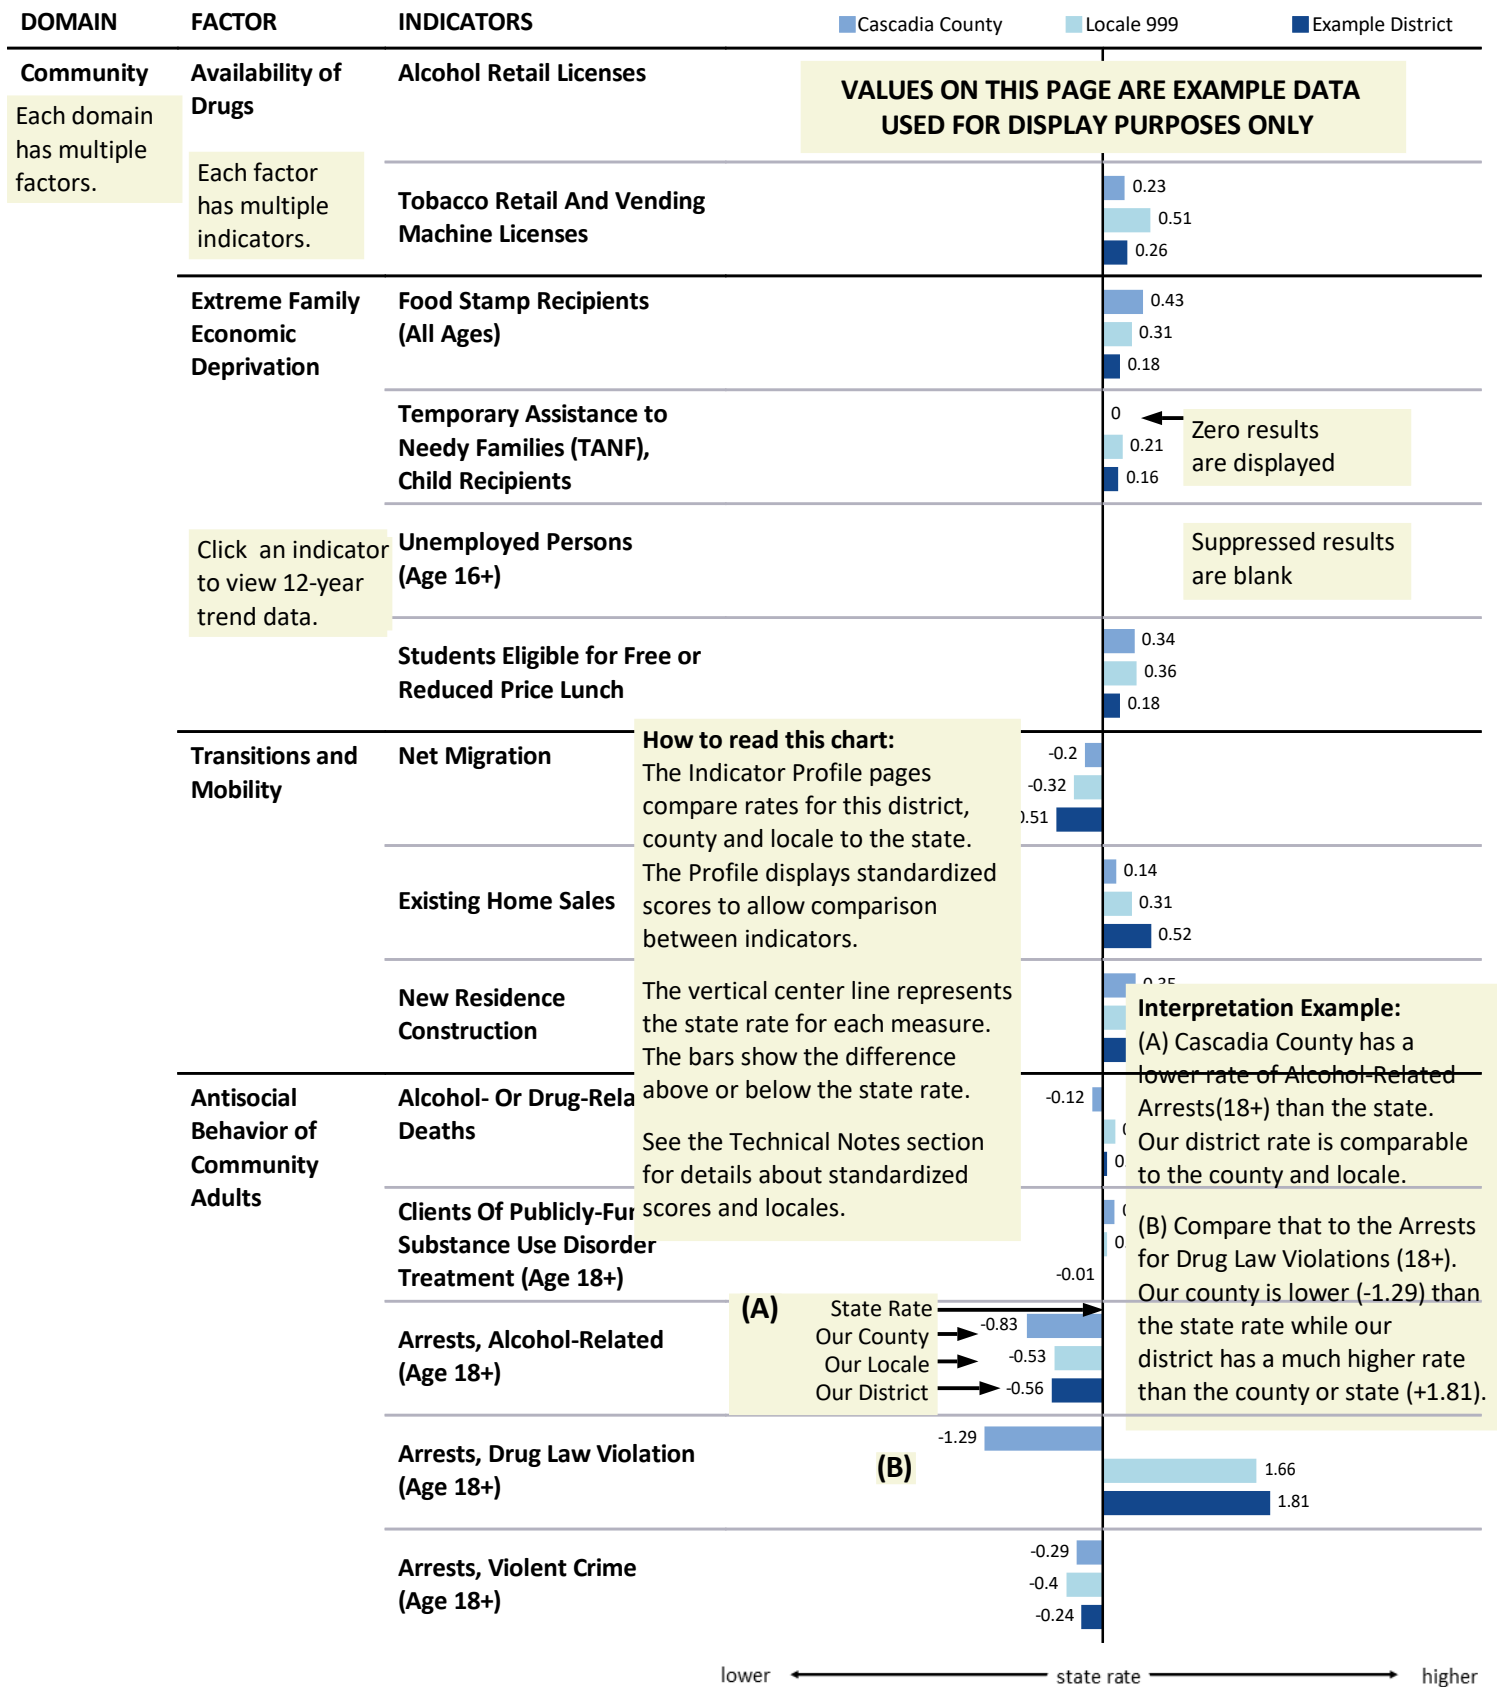 DOMAIN FACTOR INDICATORS Cascadia County Locale 999 Example District
Community
Each domain
has multiple
factors.
Availability of
Drugs
Each factor
has multiple
indicators.
Alcohol Retail Licenses
VALUES ON THIS PAGE ARE EXAMPLE DATA
USED FOR DISPLAY PURPOSES ONLY
Tobacco Retail And Vending
Machine Licenses
0.23
0.51
0.26
Extreme Family
Economic
Deprivation
Food Stamp Recipients
(All Ages)
0.43
0.31
0.18
Temporary Assistance to
Needy Families (TANF),
Child Recipients
0
0.21
0.16
Zero results
are displayed
Click an indicator
to view 12-year
trend data.
Unemployed Persons
(Age 16+)
Suppressed results
are blank
Students Eligible for Free or
Reduced Price Lunch
0.34
0.36
0.18
Transitions and
Mobility
Net Migration
-0.2
-0.32
.51
How to read this chart:
The Indicator Profile pages
compare rates for this district,
county and locale to the state.
The Profile displays standardized
scores to allow comparison
between indicators.
The vertical center line represents
the state rate for each measure.
The bars show the difference
above or below the state rate.
See the Technical Notes section
for details about standardized
scores and locales.
Existing Home Sales
0.14
0.31
0.52
New Residence
Construction
Interpretation Example:
(A) Cascadia County has a
lower rate of Alcohol-Related
Arrests(18+) than the state.
Our district rate is comparable
to the county and locale.
(B) Compare that to the Arrests
for Drug Law Violations (18+).
Our county is lower (-1.29) than
the state rate while our
district has a much higher rate
than the county or state (+1.81).
Antisocial
Behavior of
Community
Adults
Alcohol- Or Drug-Rela
Deaths
-0.12
0.
Clients Of Publicly-Fu
Substance Use Disorder
Treatment (Age 18+)
0.
-0.01
Arrests, Alcohol-Related
(Age 18+)
(A) State Rate
Our County -0.83
Our Locale -0.53
Our District -0.56
Arrests, Drug Law Violation
(Age 18+)
(B)
-1.29
1.66
1.81
Arrests, Violent Crime
(Age 18+)
-0.29
-0.4
-0.24
lower state rate higher